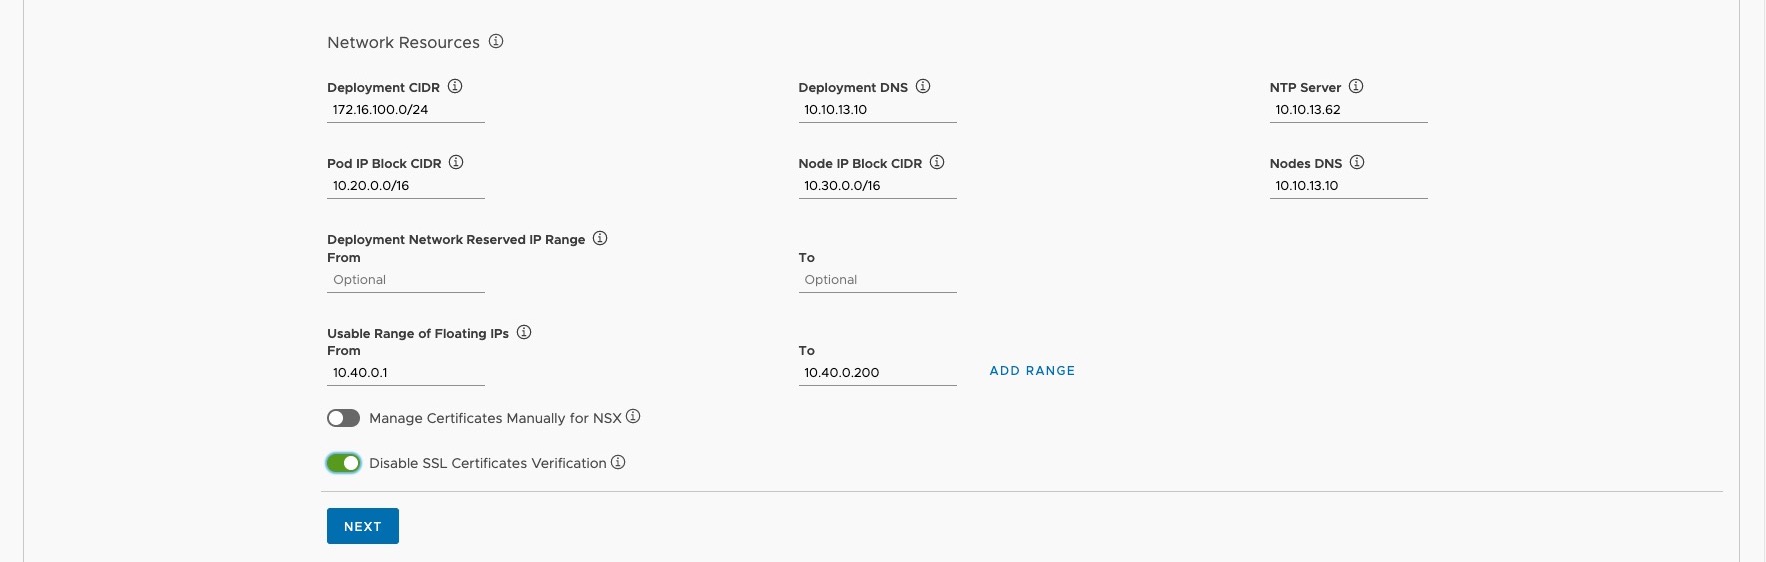 Network Resources
Deployment CIDR
Deployment DNS
NTP Server
172.16.100.0/24
10.10.13.10
10.10.13.62
Pod IP Block CIDR
Node IP Block CIDR
Nodes DNS
10.20.0.0/16
10.30.0.0/16
10.10.13.10
Deployment Network Reserved IP Range
From
To
Optional
Optional
Usable Range of Floating IPs
From
To
10.40.0.1
10.40.0.200
ADD RANGE
Manage Certificates Manually for NSX
Disable SSL Certificates Verification
NEXT